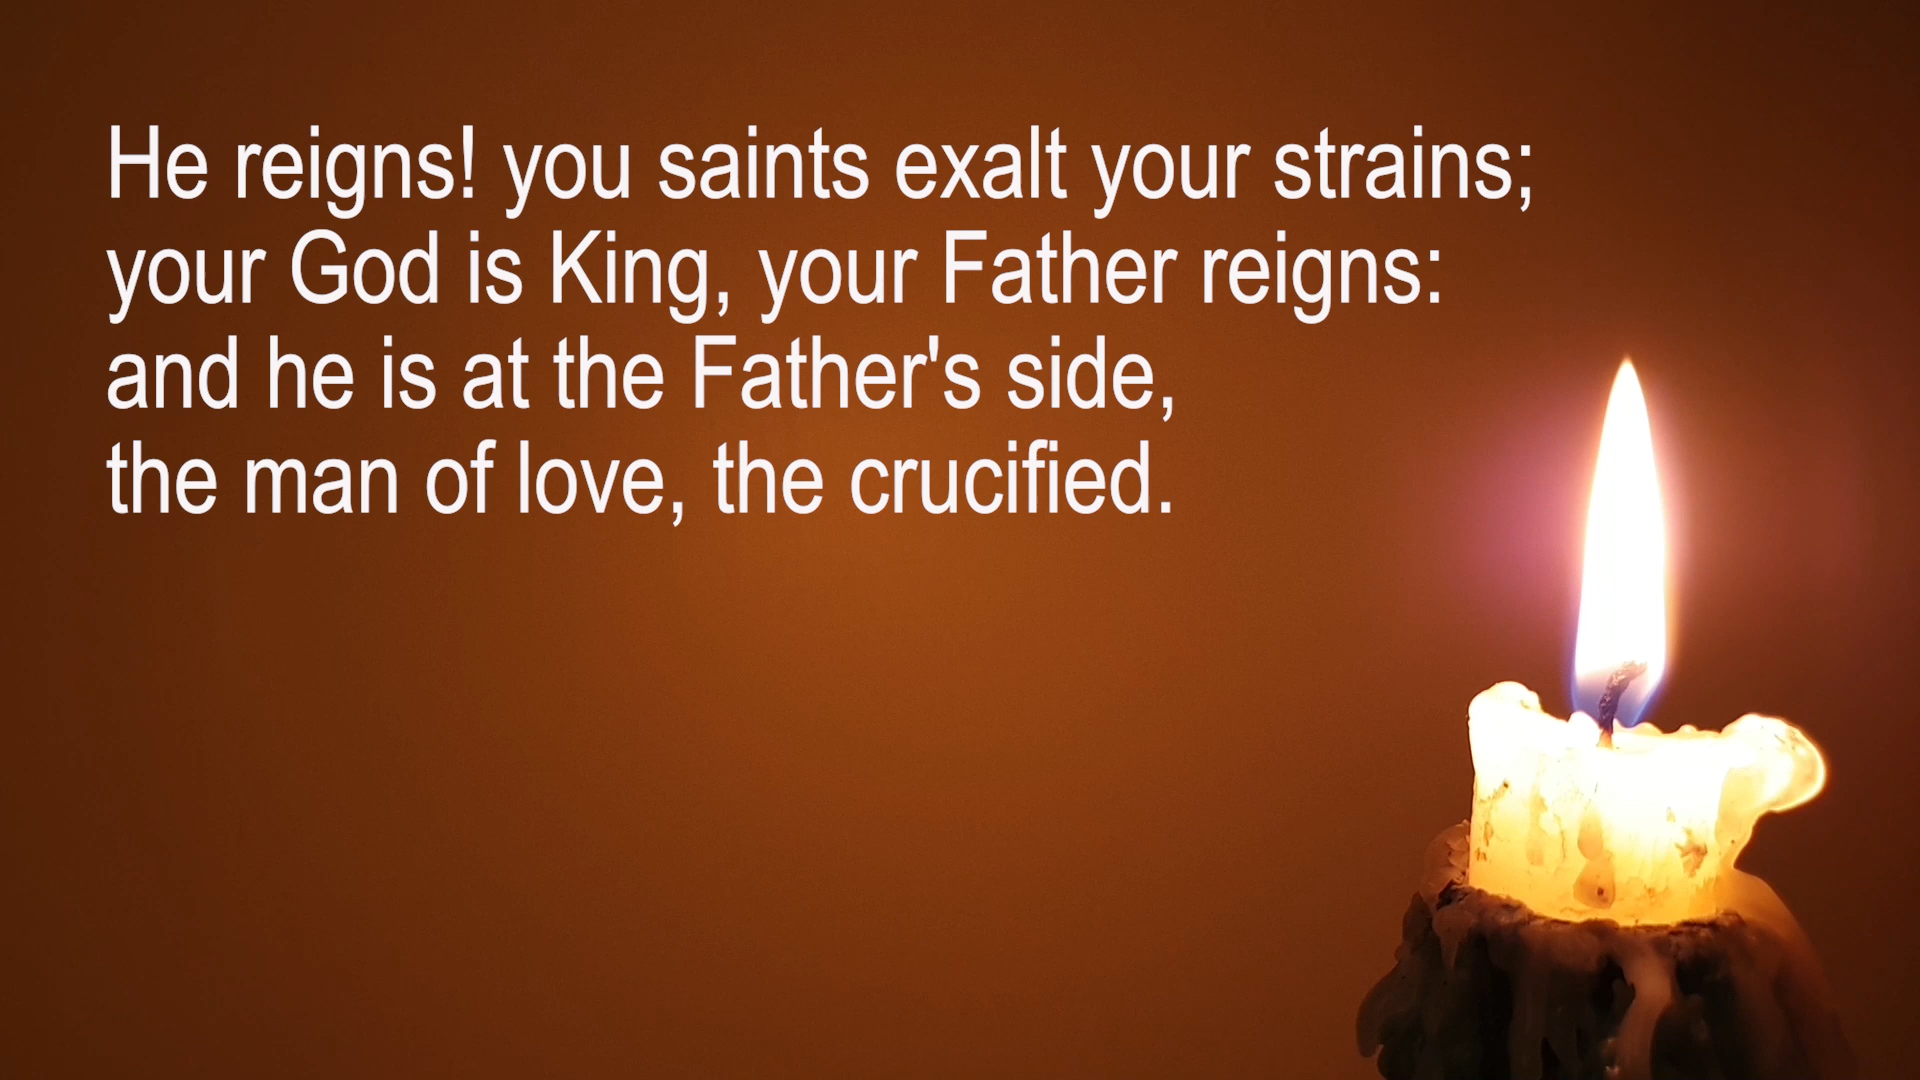 He reigns! you saints exalt your strains;
your God is King, your Father reigns:
and he is at the Father's side,
the man of love, the crucified.